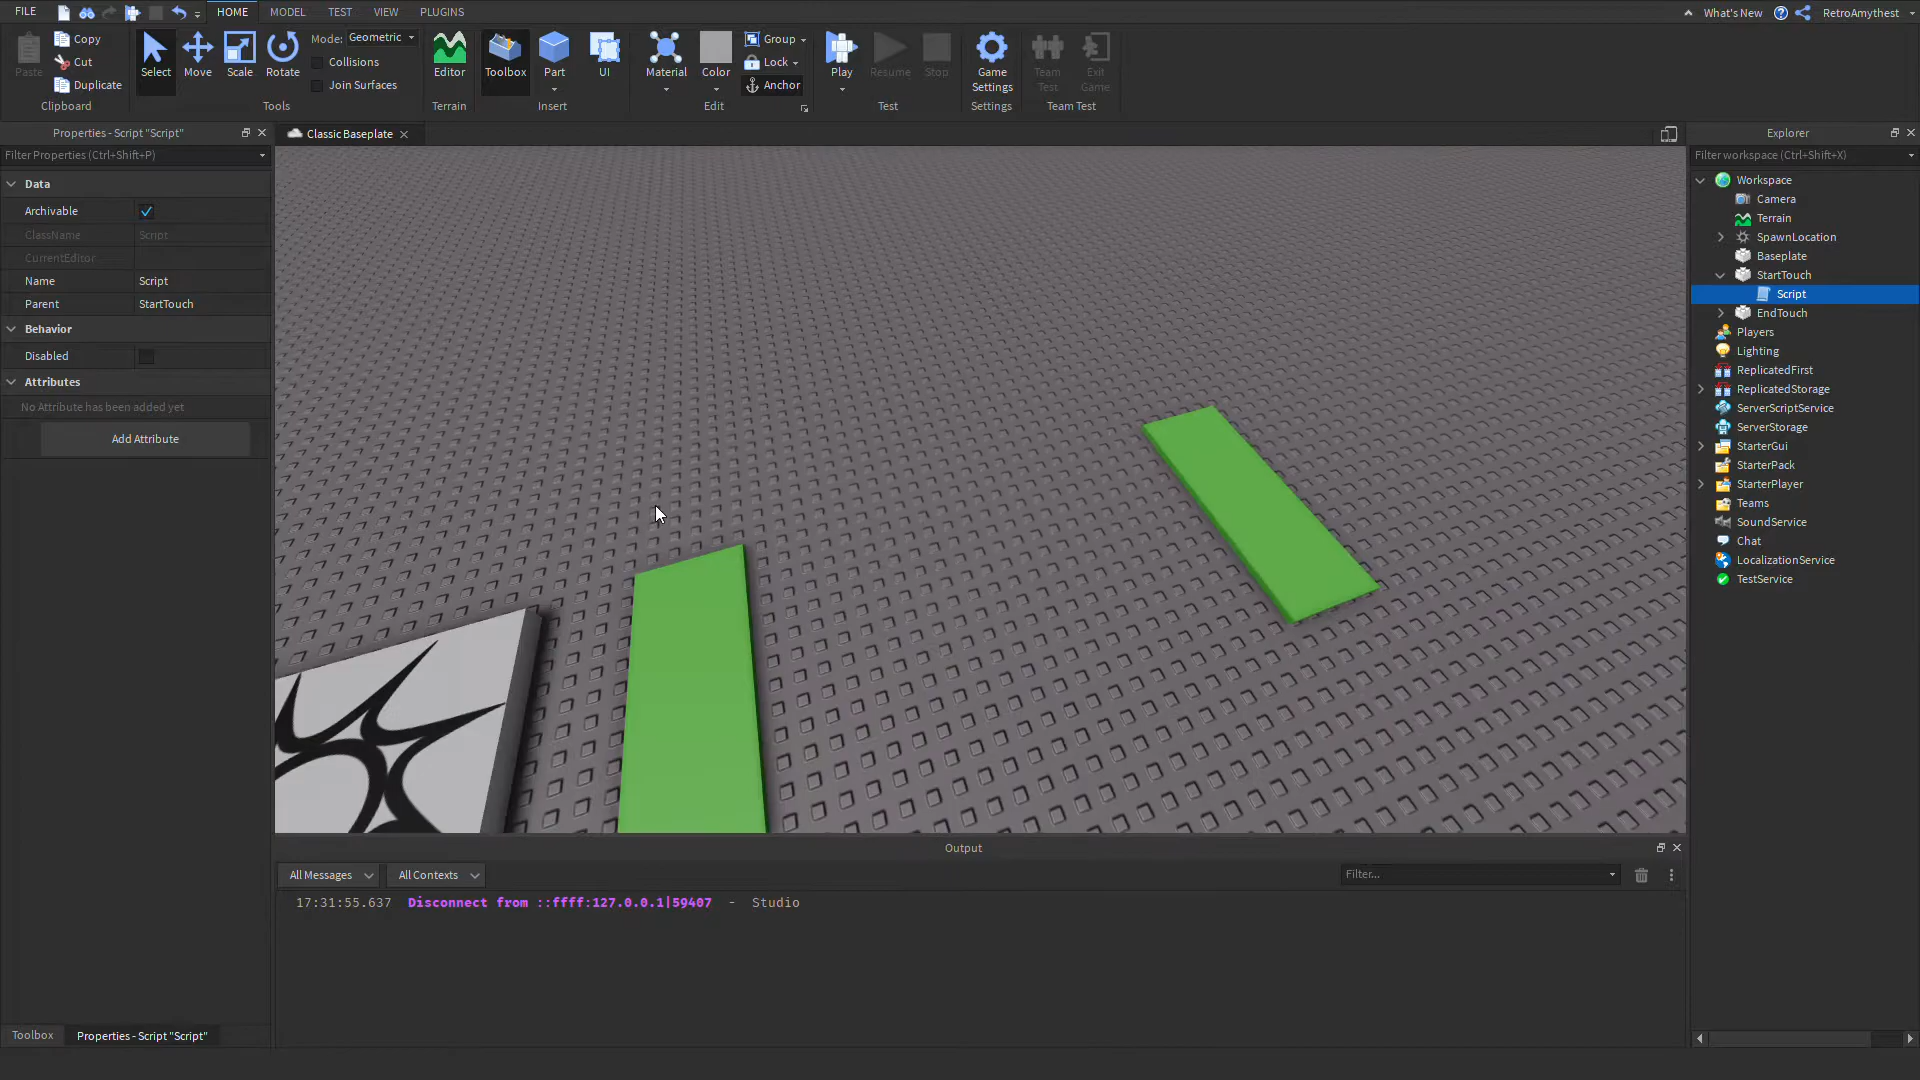 FILE
HOME
MODEL
TEST
VIEW
PLUGINS
What's New
RetroAmythest
Paste
Copy
Cut
Duplicate
Clipboard
Select
Move
Scale
Rotate
Mode: Geometric
Collisions
Join Surfaces
Tools
Editor
Terrain
Toolbox
Part
UI
Insert
Material
Color
Group
Lock
Anchor
Edit
Play
Resume
Stop
Test
Game
Settings
Settings
Team
Test
Exit
Game
Team Test
Properties - Script "Script"
Filter Properties (Ctrl+Shift+P)
Data
Archivable
ClassName Script
CurrentEditor
Name Script
Parent StartTouch
Behavior
Disabled
Attributes
No Attribute has been added yet
Add Attribute
Toolbox
Properties - Script "Script"
Classic Baseplate
Output
All Messages
All Contexts
Filter...
17:31:55.637 Disconnect from ::ffff:127.0.0.1|59407 - Studio
Explorer
Filter workspace (Ctrl+Shift+X)
Workspace
Camera
Terrain
SpawnLocation
Baseplate
StartTouch
Script
EndTouch
Players
Lighting
ReplicatedFirst
ReplicatedStorage
ServerScriptService
ServerStorage
StarterGui
StarterPack
StarterPlayer
Teams
SoundService
Chat
LocalizationService
TestService